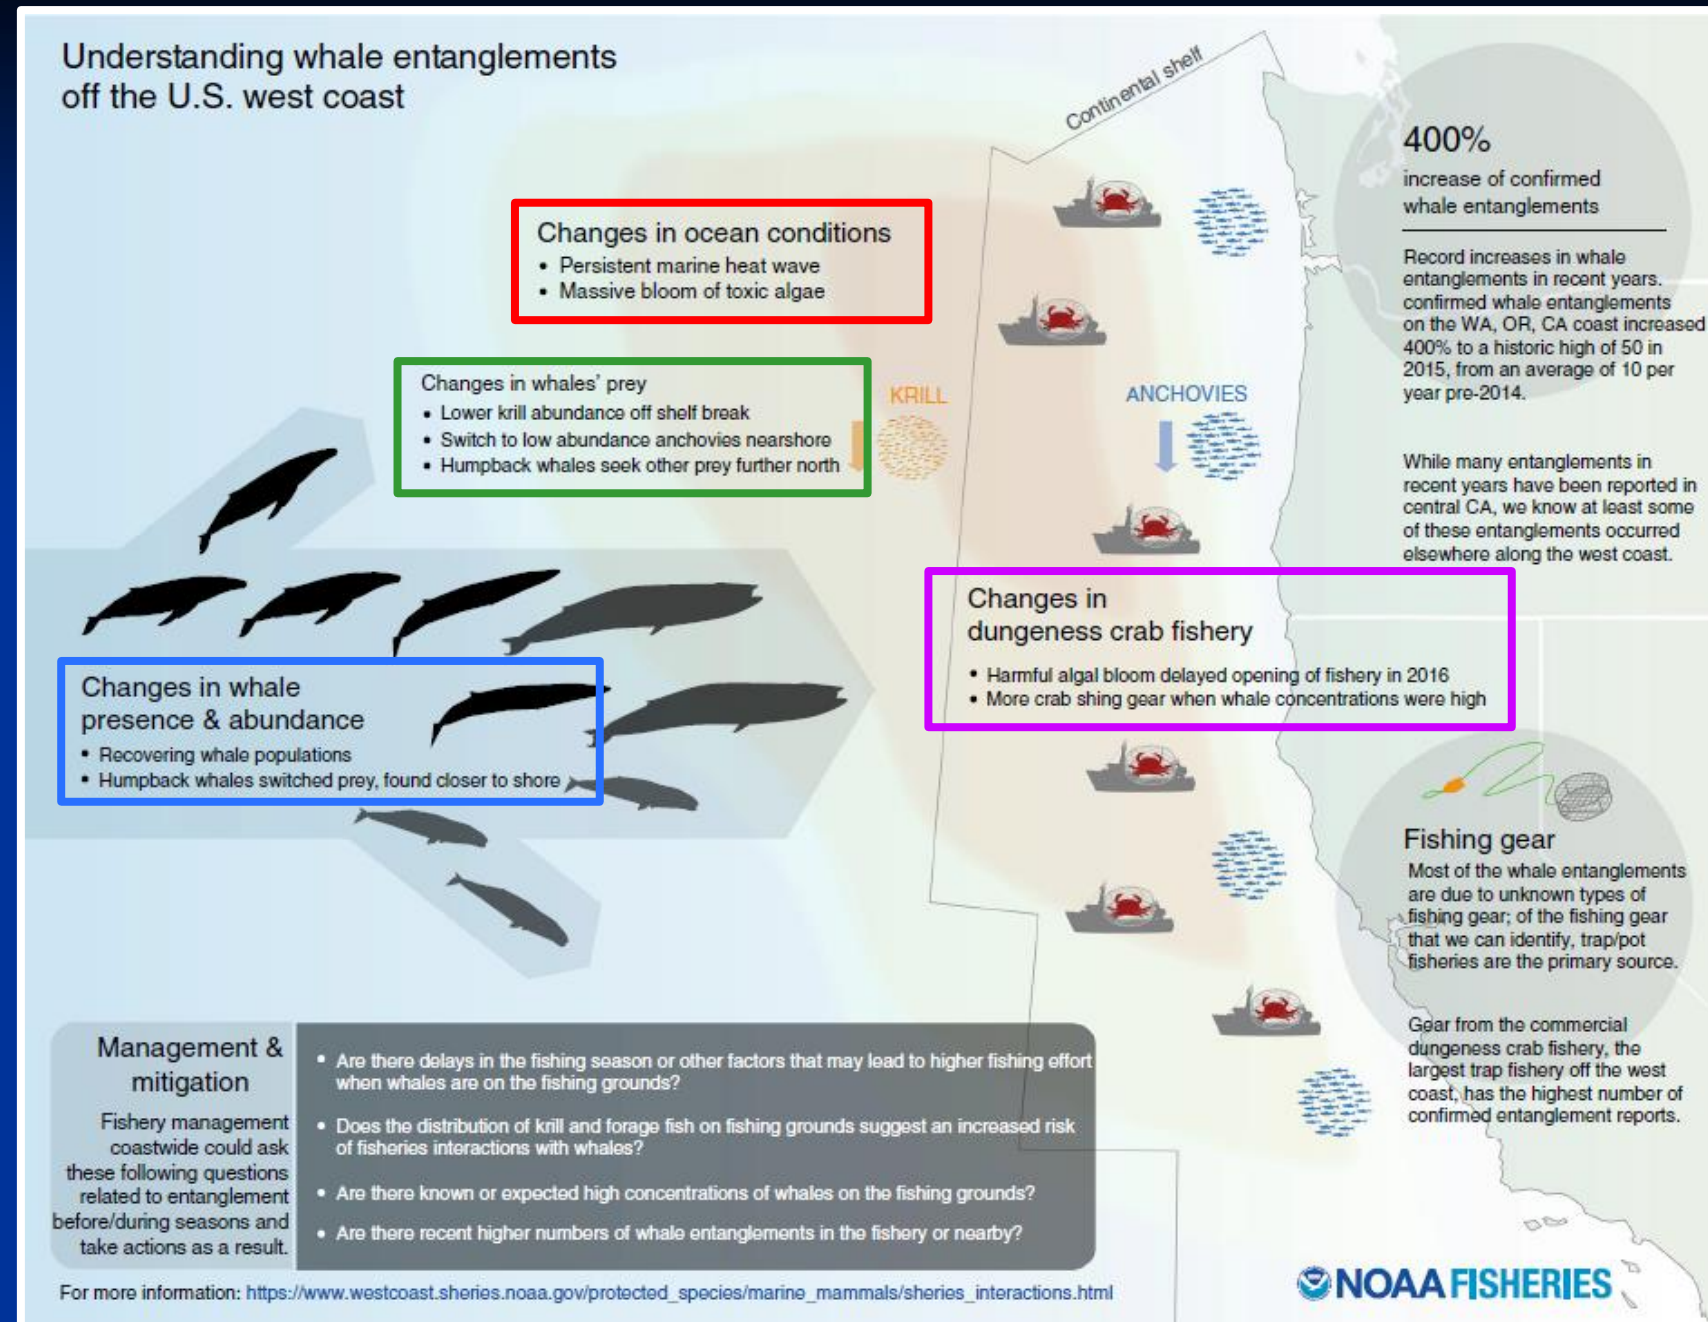 Understanding whale entanglements
off the U.S. west coast
Continental shelf
400%
increase of confirmed
whale entanglements
Record increases in whale
entanglements in recent years.
confirmed whale entanglements
on the WA, OR, CA coast increased
400% to a historic high of 50 in
2015, from an average of 10 per
year pre-2014.
While many entanglements in
recent years have been reported in
central CA, we know at least some
of these entanglements occurred
elsewhere along the west coast.
Changes in ocean conditions
• Persistent marine heat wave
• Massive bloom of toxic algae
Changes in whales' prey
• Lower krill abundance off shelf break
• Switch to low abundance anchovies nearshore
• Humpback whales seek other prey further north
KRILL
ANCHOVIES
Changes in
dungeness crab fishery
• Harmful algal bloom delayed opening of fishery in 2016
• More crab shing gear when whale concentrations were high
Changes in whale
presence & abundance
• Recovering whale populations
• Humpback whales switched prey, found closer to shore
Fishing gear
Most of the whale entanglements
are due to unknown types of
fishing gear; of the fishing gear
that we can identify, trap/pot
fisheries are the primary source.
Gear from the commercial
dungeness crab fishery, the
largest trap fishery off the west
coast, has the highest number of
confirmed entanglement reports.
Management &
mitigation
Fishery management
coastwide could ask
these following questions
related to entanglement
before/during seasons and
take actions as a result.
• Are there delays in the fishing season or other factors that may lead to higher fishing effort
when whales are on the fishing grounds?
• Does the distribution of krill and forage fish on fishing grounds suggest an increased risk
of fisheries interactions with whales?
• Are there known or expected high concentrations of whales on the fishing grounds?
• Are there recent higher numbers of whale entanglements in the fishery or nearby?
For more information: https://www.westcoast.sheries.noaa.gov/protected_species/marine_mammals/sheries_interactions.html
NOAA FISHERIES